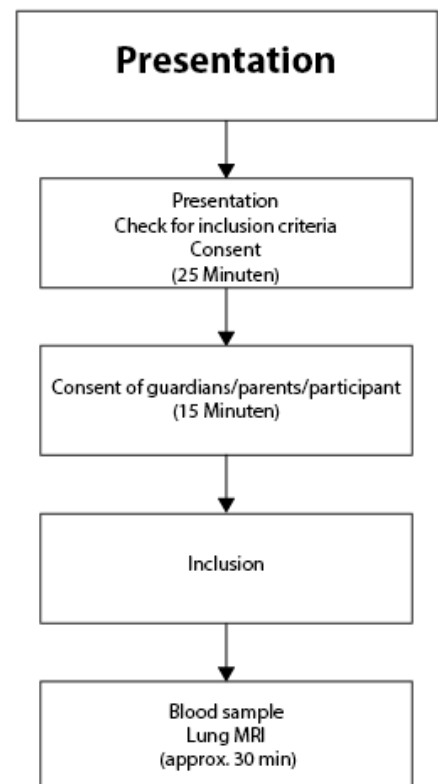 Presentation
Presentation
Check for inclusion criteria
Consent
(25 Minuten)
Consent of guardians/parents/participant
(15 Minuten)
Inclusion
Blood sample
Lung MRI
(approx. 30 min)